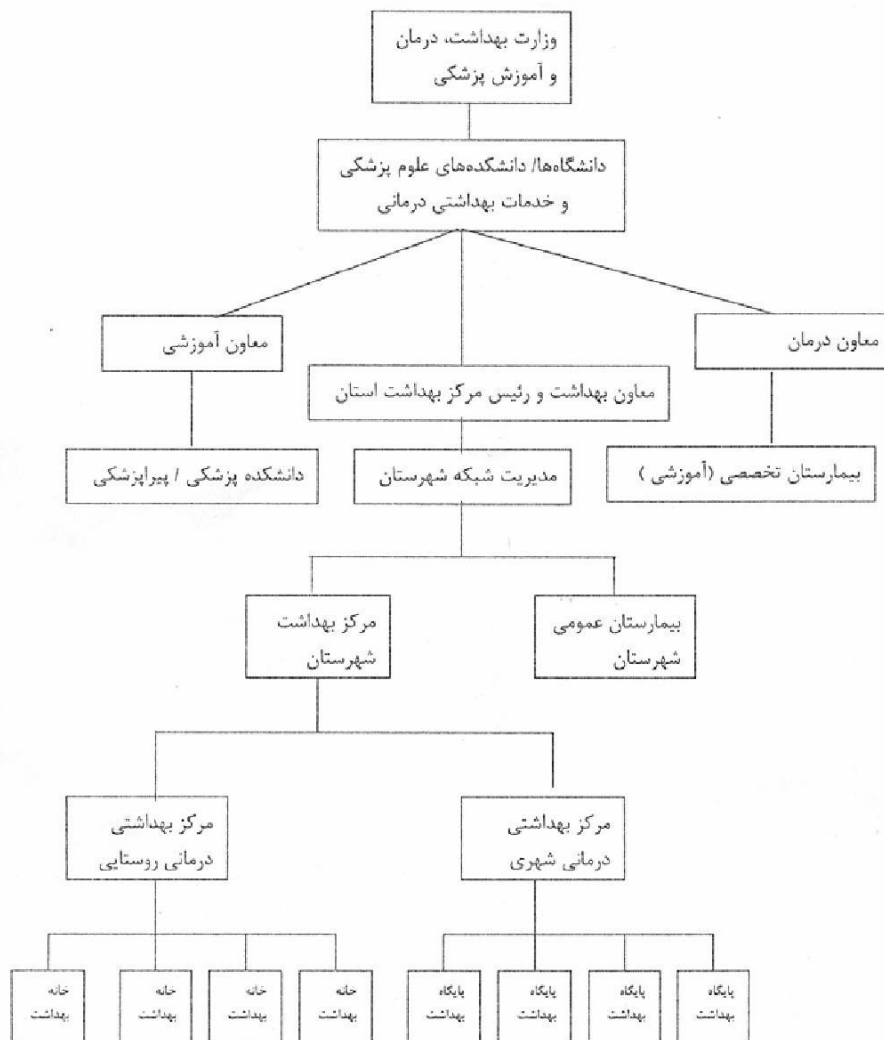 وزارت بهداشت، درمان
و آموزش پزشکی
دانشگاه‌ها/ دانشکده‌های علوم پزشکی
و خدمات بهداشتی درمانی
معاون درمان
معاون آموزشی
معاون بهداشت و رئیس مرکز بهداشت استان
بیمارستان تخصصی (آموزشی )
مدیریت شبکه شهرستان
دانشکده پزشکی / پیراپزشکی
بیمارستان عمومی
شهرستان
مرکز بهداشت
شهرستان
مرکز بهداشتی
درمانی شهری
مرکز بهداشتی
درمانی روستایی
پایگاه
بهداشت
پایگاه
بهداشت
پایگاه
بهداشت
پایگاه
بهداشت
خانه
بهداشت
خانه
بهداشت
خانه
بهداشت
خانه
بهداشت